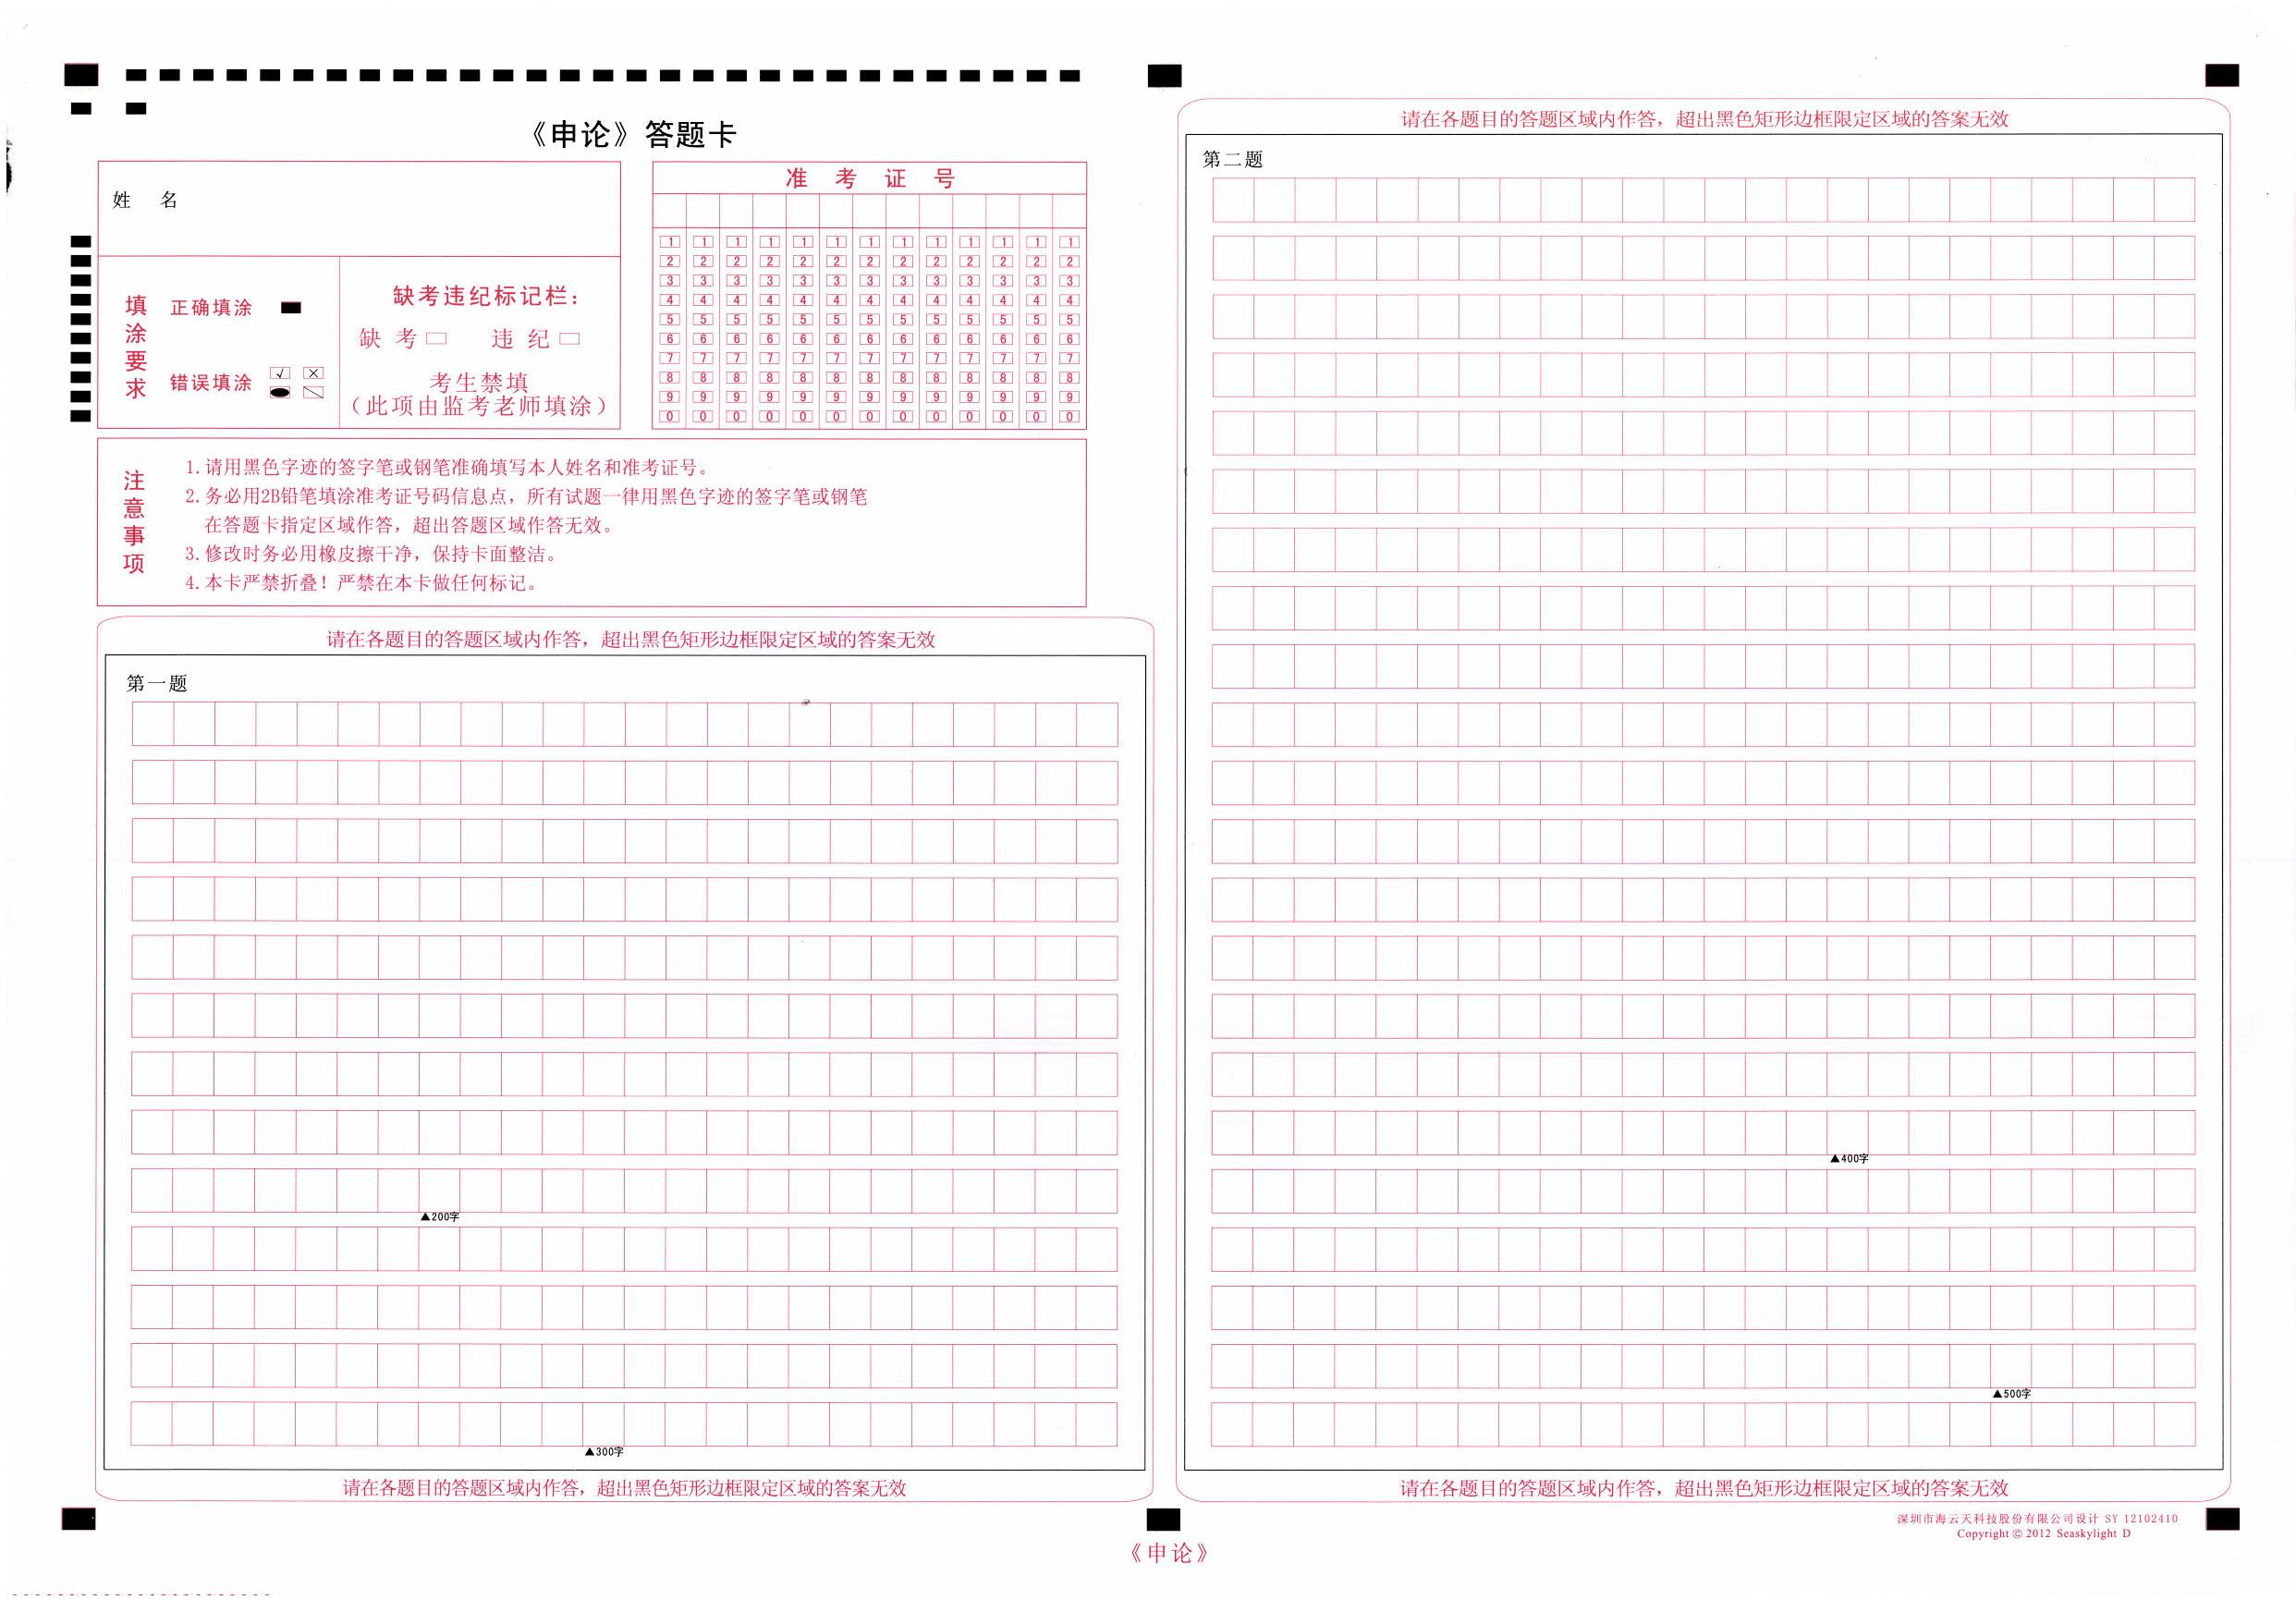 《申论》答题卡
姓 名
填涂要求
正确填涂
错误填涂
缺考违纪标记栏：
缺 考 违 纪
考生禁填
（此项由监考老师填涂）
准 考 证 号
1 1 1 1 1 1 1 1 1 1 1 1 1
2 2 2 2 2 2 2 2 2 2 2 2 2
3 3 3 3 3 3 3 3 3 3 3 3 3
4 4 4 4 4 4 4 4 4 4 4 4 4
5 5 5 5 5 5 5 5 5 5 5 5 5
6 6 6 6 6 6 6 6 6 6 6 6 6
7 7 7 7 7 7 7 7 7 7 7 7 7
8 8 8 8 8 8 8 8 8 8 8 8 8
9 9 9 9 9 9 9 9 9 9 9 9 9
0 0 0 0 0 0 0 0 0 0 0 0 0
注意事项
1.请用黑色字迹的签字笔或钢笔准确填写本人姓名和准考证号。
2.务必用2B铅笔填涂准考证号码信息点，所有试题一律用黑色字迹的签字笔或钢笔
在答题卡指定区域作答，超出答题区域作答无效。
3.修改时务必用橡皮擦干净，保持卡面整洁。
4.本卡严禁折叠！严禁在本卡做任何标记。
请在各题目的答题区域内作答，超出黑色矩形边框限定区域的答案无效
第一题
▲200字
▲300字
请在各题目的答题区域内作答，超出黑色矩形边框限定区域的答案无效
请在各题目的答题区域内作答，超出黑色矩形边框限定区域的答案无效
第二题
▲400字
▲500字
请在各题目的答题区域内作答，超出黑色矩形边框限定区域的答案无效
深圳市海云天科技股份有限公司设计 SY 12102410
Copyright © 2012 Seaskylight D
《申论》